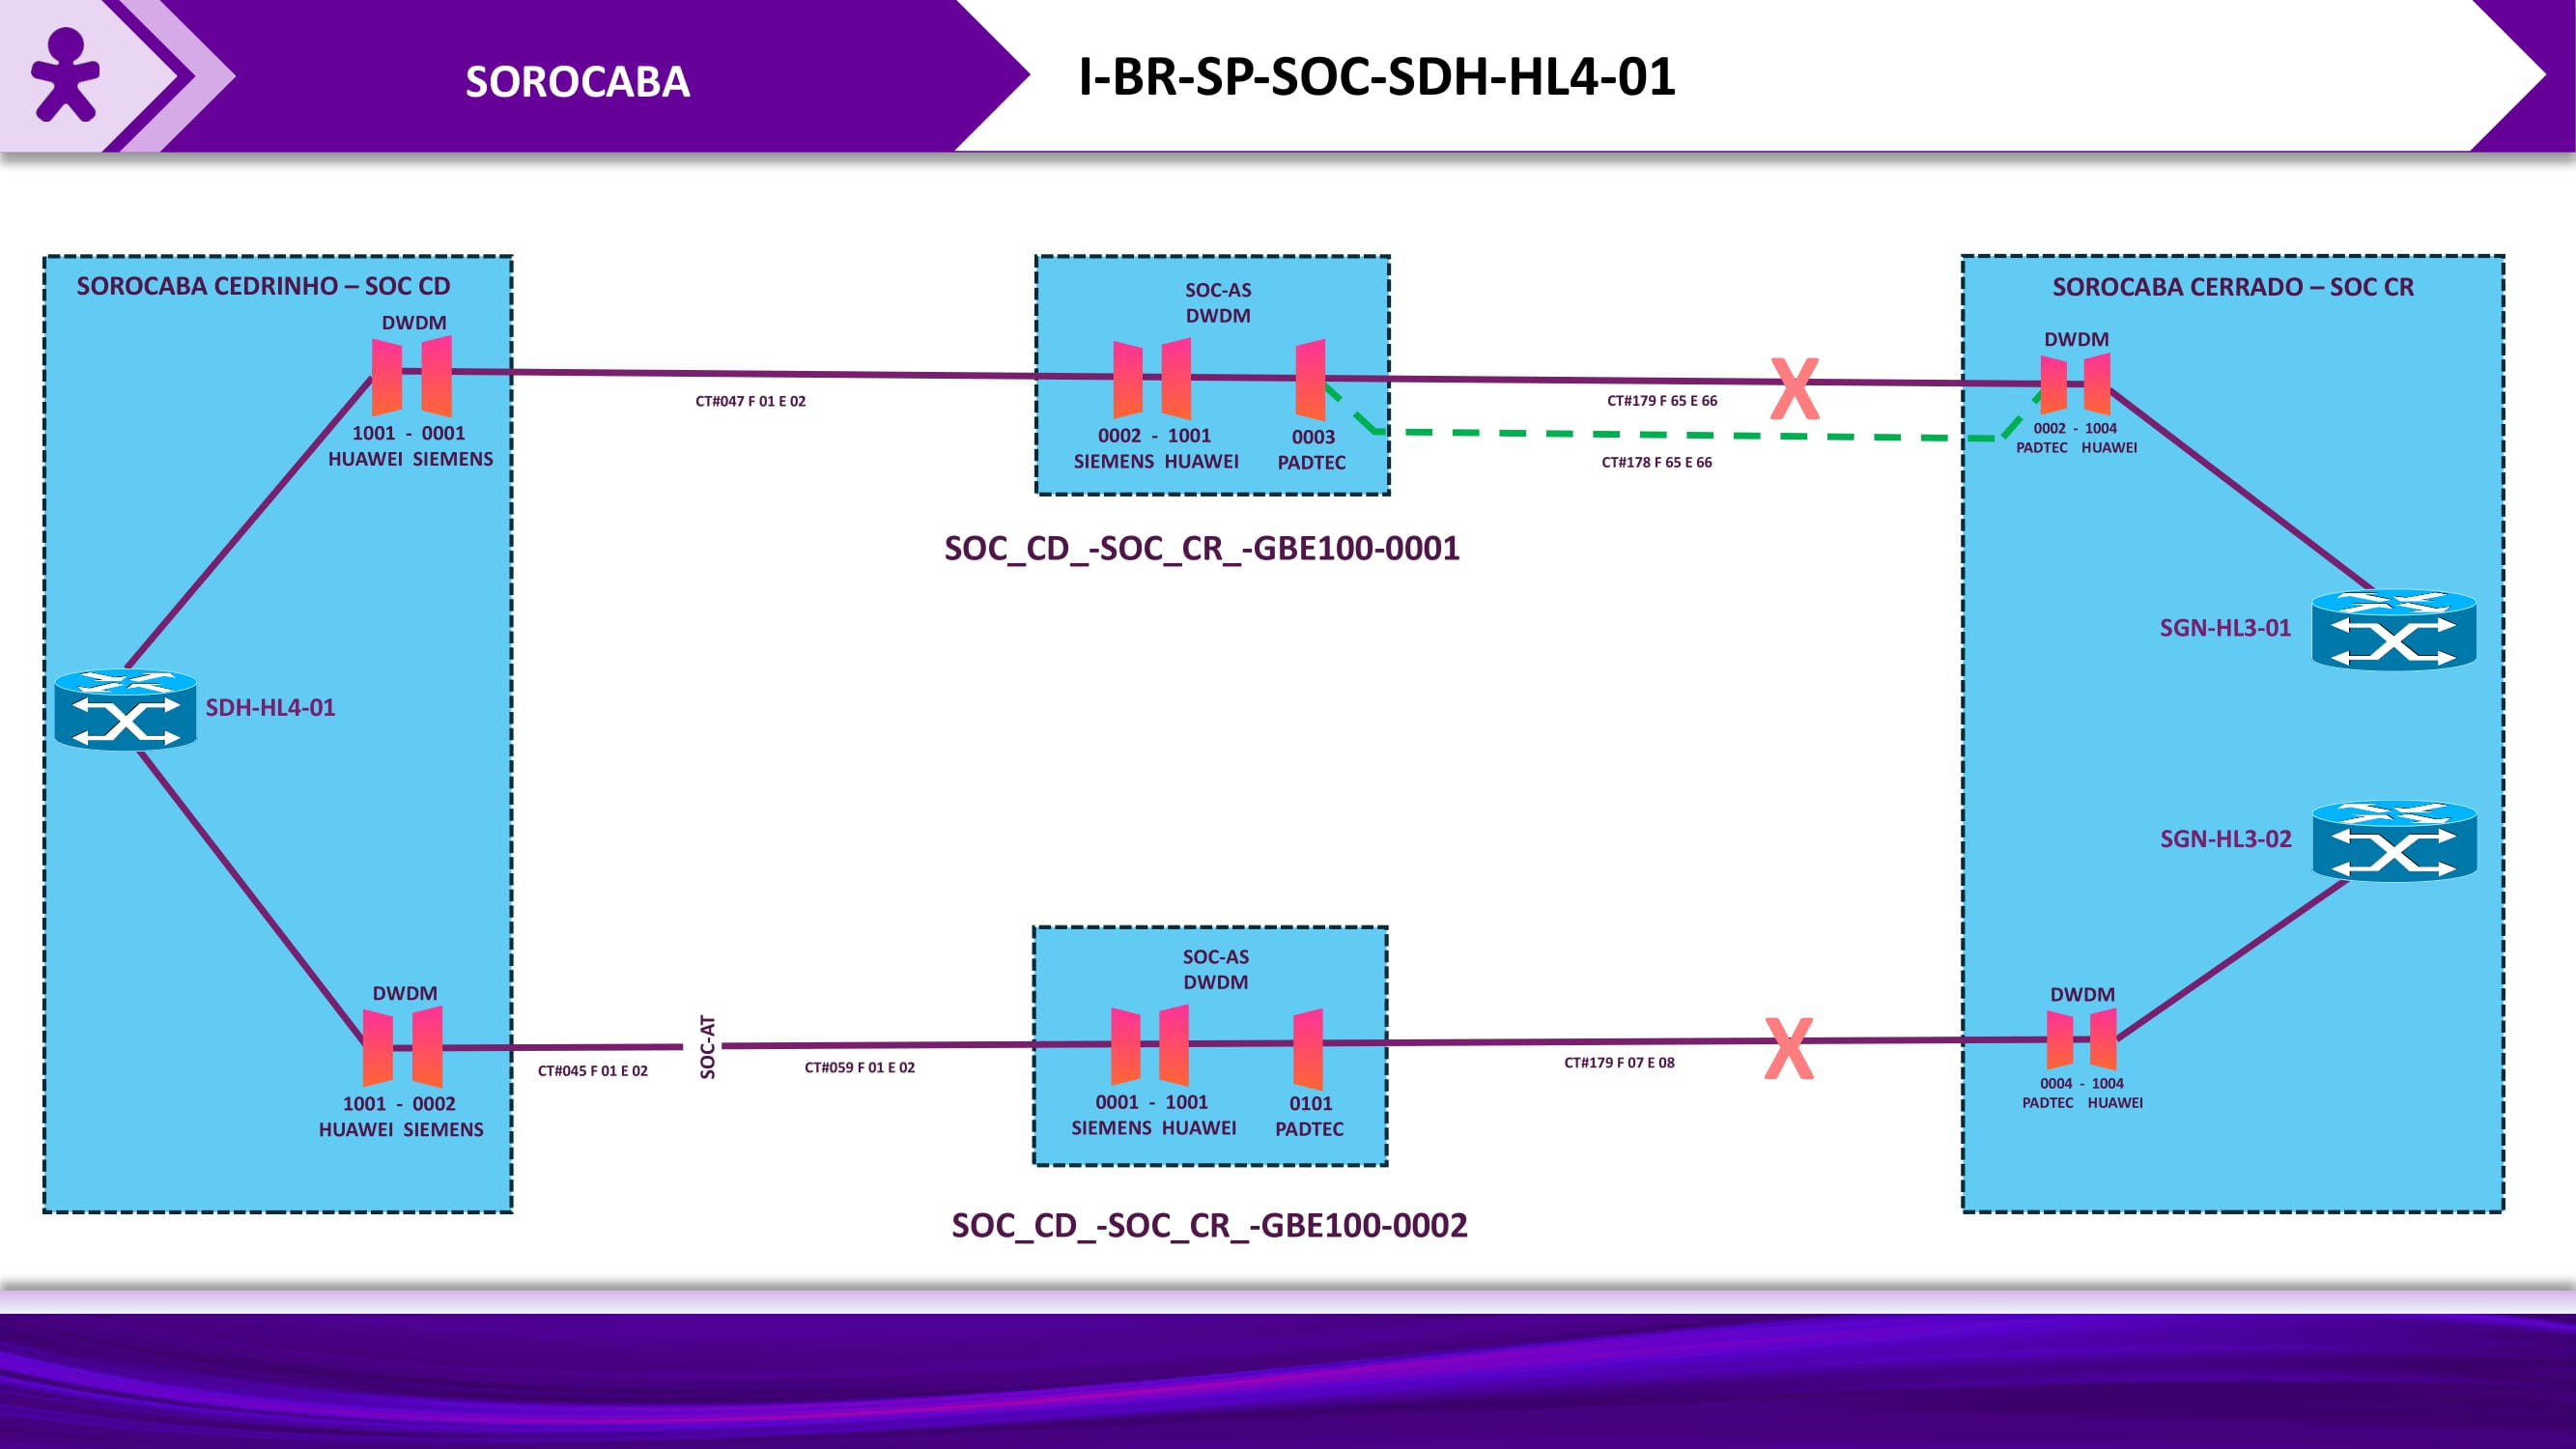 SOROCABA
I-BR-SP-SOC-SDH-HL4-01
SOROCABA CEDRINHO – SOC CD
DWDM
1001 - 0001
HUAWEI SIEMENS
CT#047 F 01 E 02
SOC-AS
DWDM
0002 - 1001
SIEMENS HUAWEI
0003
PADTEC
CT#179 F 65 E 66
X
CT#178 F 65 E 66
SOROCABA CERRADO – SOC CR
DWDM
0002 - 1004
PADTEC HUAWEI
SOC_CD_-SOC_CR_-GBE100-0001
SGN-HL3-01
SDH-HL4-01
SGN-HL3-02
DWDM
1001 - 0002
HUAWEI SIEMENS
CT#045 F 01 E 02
SOC-AT
CT#059 F 01 E 02
SOC-AS
DWDM
0001 - 1001
SIEMENS HUAWEI
0101
PADTEC
CT#179 F 07 E 08
X
DWDM
0004 - 1004
PADTEC HUAWEI
SOC_CD_-SOC_CR_-GBE100-0002